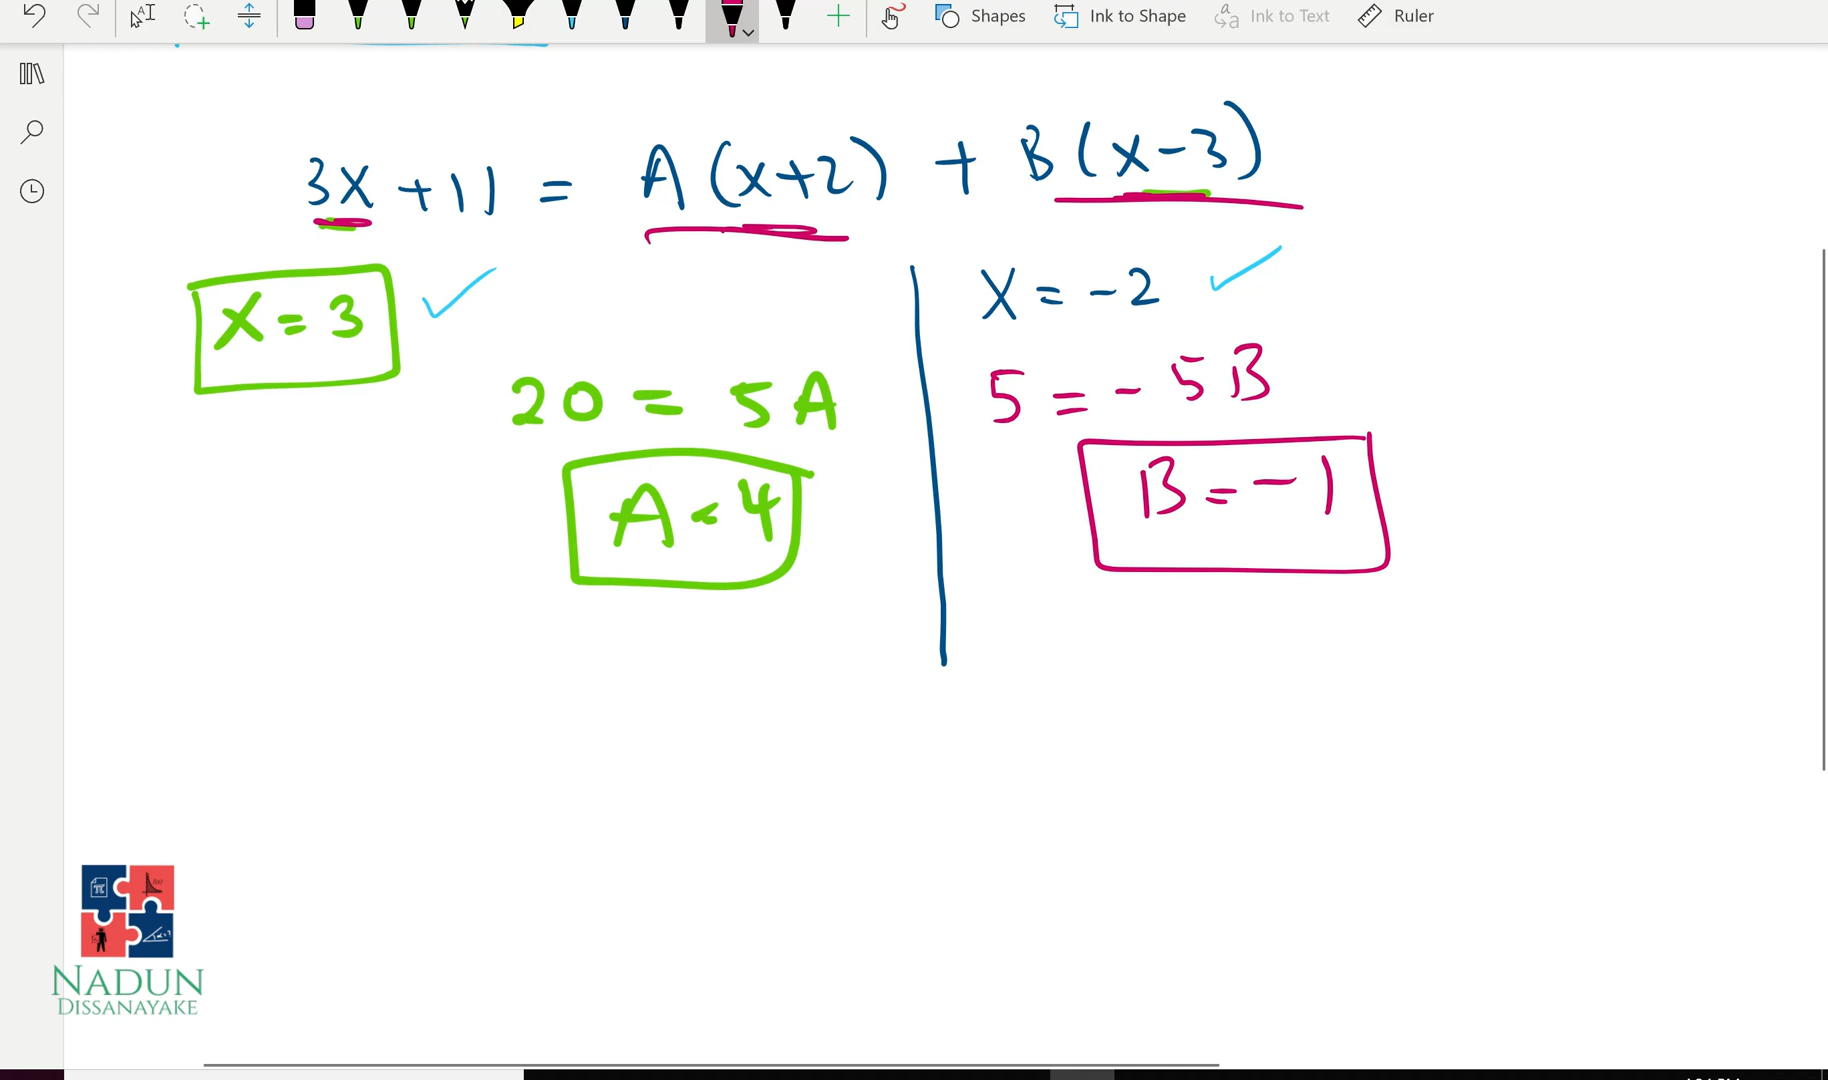 Shapes Ink to Shape Ink to Text Ruler
3x + 11 = A(x+2) + B(x-3)
x = 3
20 = 5A
A = 4
x = -2
5 = -5B
B = -1
NADUN
DISSANAYAKE